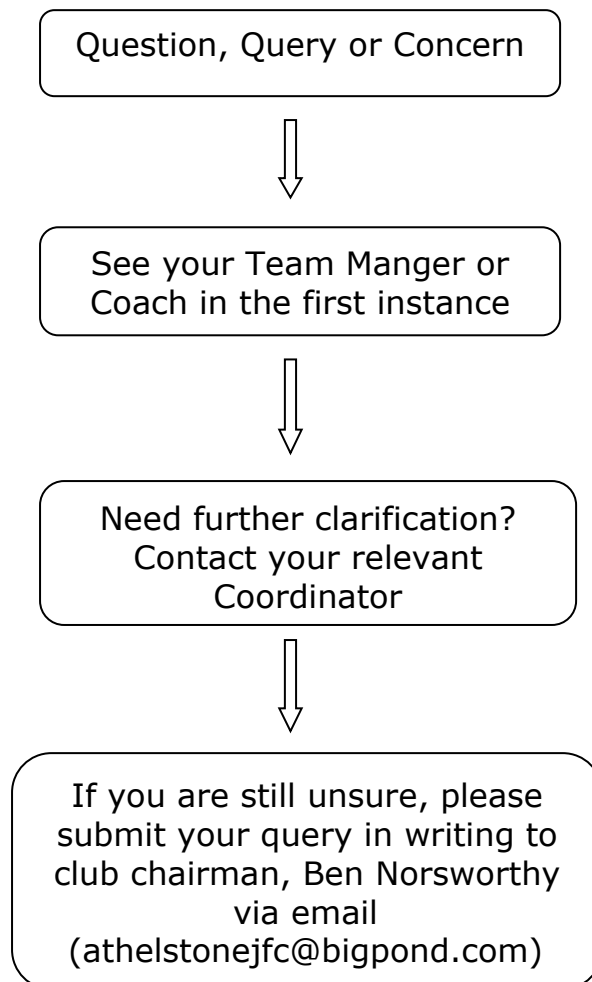 Question, Query or Concern
See your Team Manger or
Coach in the first instance
Need further clarification?
Contact your relevant
Coordinator
If you are still unsure, please
submit your query in writing to
club chairman, Ben Norsworthy
via email
(athelstonejfc@bigpond.com)